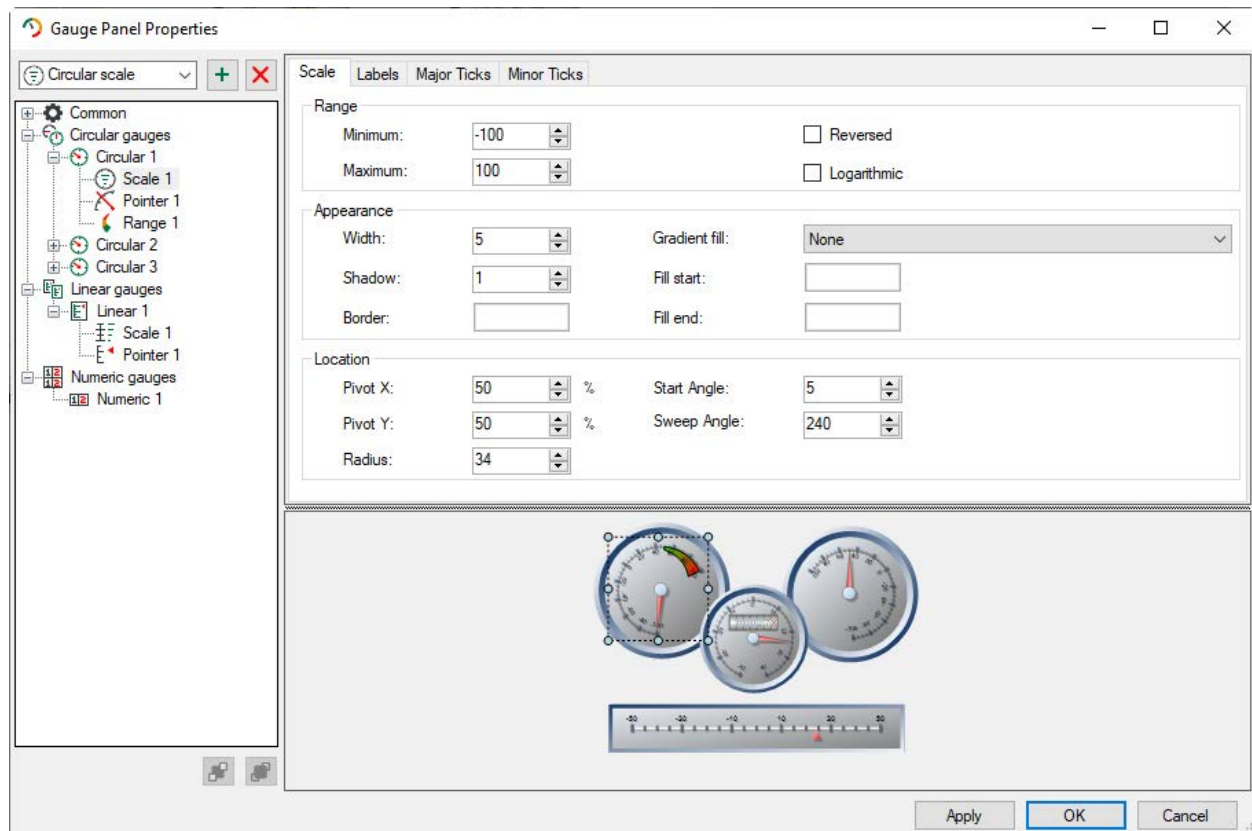 Gauge Panel Properties
Circular scale
Common
Circular gauges
Circular 1
Scale 1
Pointer 1
Range 1
Circular 2
Circular 3
Linear gauges
Linear 1
Scale 1
Pointer 1
Numeric gauges
Numeric 1
Scale Labels Major Ticks Minor Ticks
Range
Minimum: -100 Reversed
Maximum: 100 Logarithmic
Appearance
Width: 5 Gradient fill: None
Shadow: 1 Fill start:
Border: Fill end:
Location
Pivot X: 50 % Start Angle: 5
Pivot Y: 50 % Sweep Angle: 240
Radius: 34
-20 -10 10 20
Apply OK Cancel